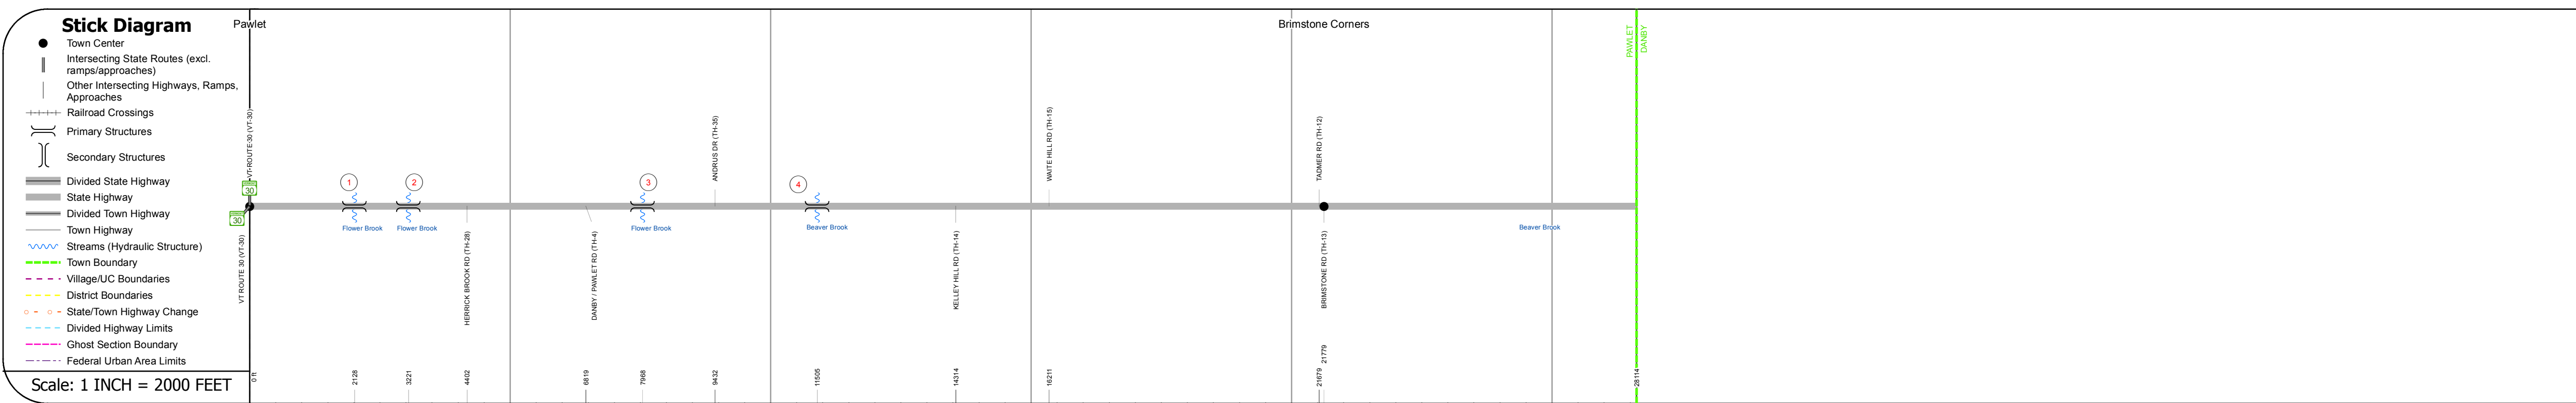 Stick Diagram
Town Center
Intersecting State Routes (excl.
ramps/approaches)
Other Intersecting Highways, Ramps,
Approaches
Railroad Crossings
Primary Structures
Secondary Structures
Divided State Highway
State Highway
Divided Town Highway
Town Highway
Streams (Hydraulic Structure)
Town Boundary
Village/UC Boundaries
District Boundaries
State/Town Highway Change
Divided Highway Limits
Ghost Section Boundary
Federal Urban Area Limits
Scale: 1 INCH = 2000 FEET
Pawlet
Brimstone Corners
PAWLET
DANBY
VT-ROUTE-30 (VT-30)
ANDRUS DR (TH-35)
WAITE HILL RD (TH-15)
TADMER RD (TH-12)
30
30
1
2
3
4
Flower Brook
Flower Brook
Flower Brook
Beaver Brook
Beaver Brook
VT ROUTE 30 (VT-30)
HERRICK BROOK RD (TH-28)
DANBY / PAWLET RD (TH-4)
KELLEY HILL RD (TH-14)
BRIMSTONE RD (TH-13)
0 ft
2128
3221
4402
6819
7968
9432
11505
14314
16211
21679
21779
28114